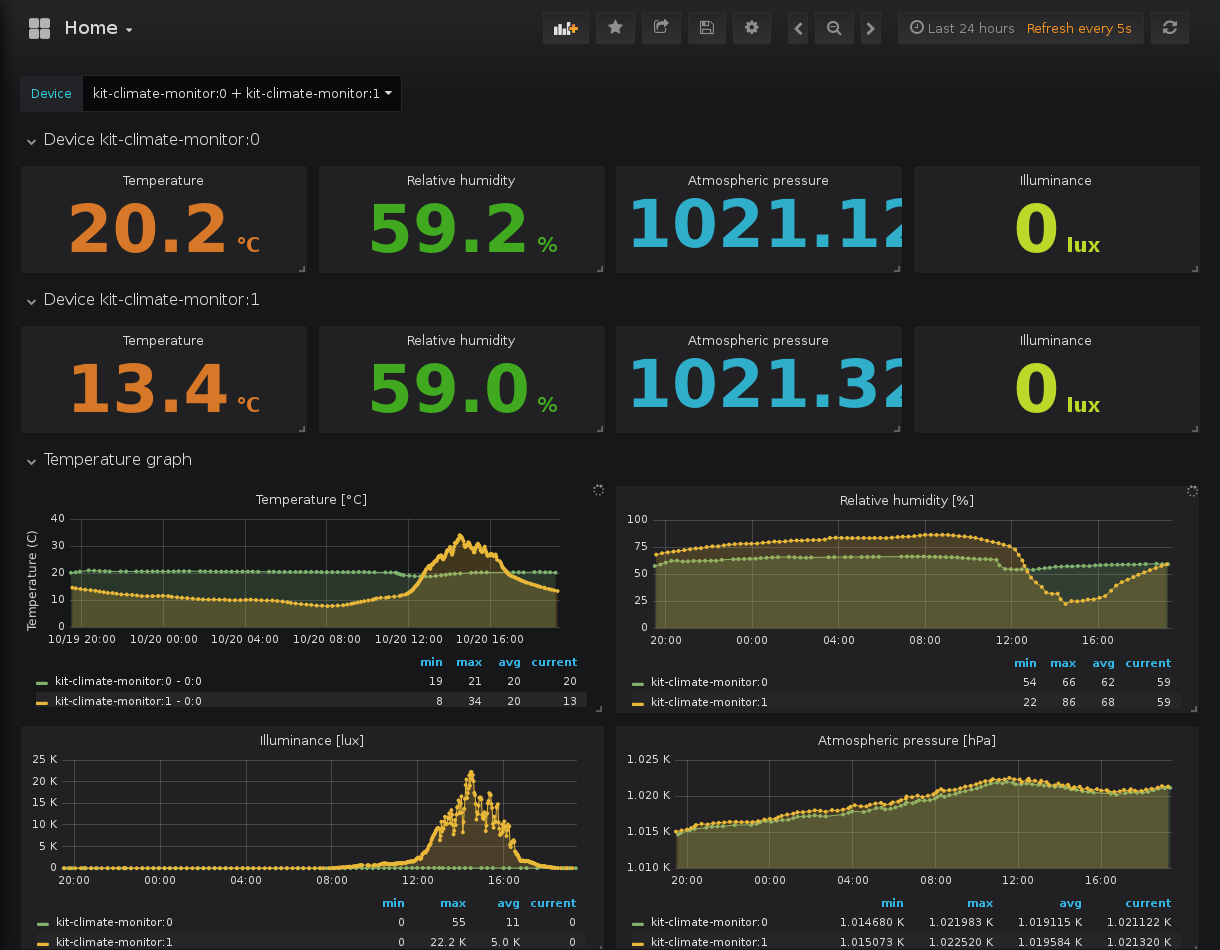 Home
Last 24 hours Refresh every 5s
Device kit-climate-monitor:0 + kit-climate-monitor:1
Device kit-climate-monitor:0
Temperature Relative humidity Atmospheric pressure Illuminance
20.2 °C 59.2 % 1021.12 0 lux
Device kit-climate-monitor:1
Temperature Relative humidity Atmospheric pressure Illuminance
13.4 °C 59.0 % 1021.32 0 lux
Temperature graph
Temperature [°C]
Temperature (C)
40
30
20
10
0
10/19 20:00 10/20 00:00 10/20 04:00 10/20 08:00 10/20 12:00 10/20 16:00
min max avg current
kit-climate-monitor:0 - 0:0 19 21 20 20
kit-climate-monitor:1 - 0:0 8 34 20 13
Relative humidity [%]
100
75
50
25
0
20:00 00:00 04:00 08:00 12:00 16:00
min max avg current
kit-climate-monitor:0 54 66 62 59
kit-climate-monitor:1 22 86 68 59
Illuminance [lux]
25 K
20 K
15 K
10 K
5 K
0
20:00 00:00 04:00 08:00 12:00 16:00
min max avg current
kit-climate-monitor:0 0 55 11 0
kit-climate-monitor:1 0 22.2 K 5.0 K 0
Atmospheric pressure [hPa]
1.025 K
1.020 K
1.015 K
1.010 K
20:00 00:00 04:00 08:00 12:00 16:00
min max avg current
kit-climate-monitor:0 1.014680 K 1.021983 K 1.019115 K 1.021122 K
kit-climate-monitor:1 1.015073 K 1.022520 K 1.019584 K 1.021320 K